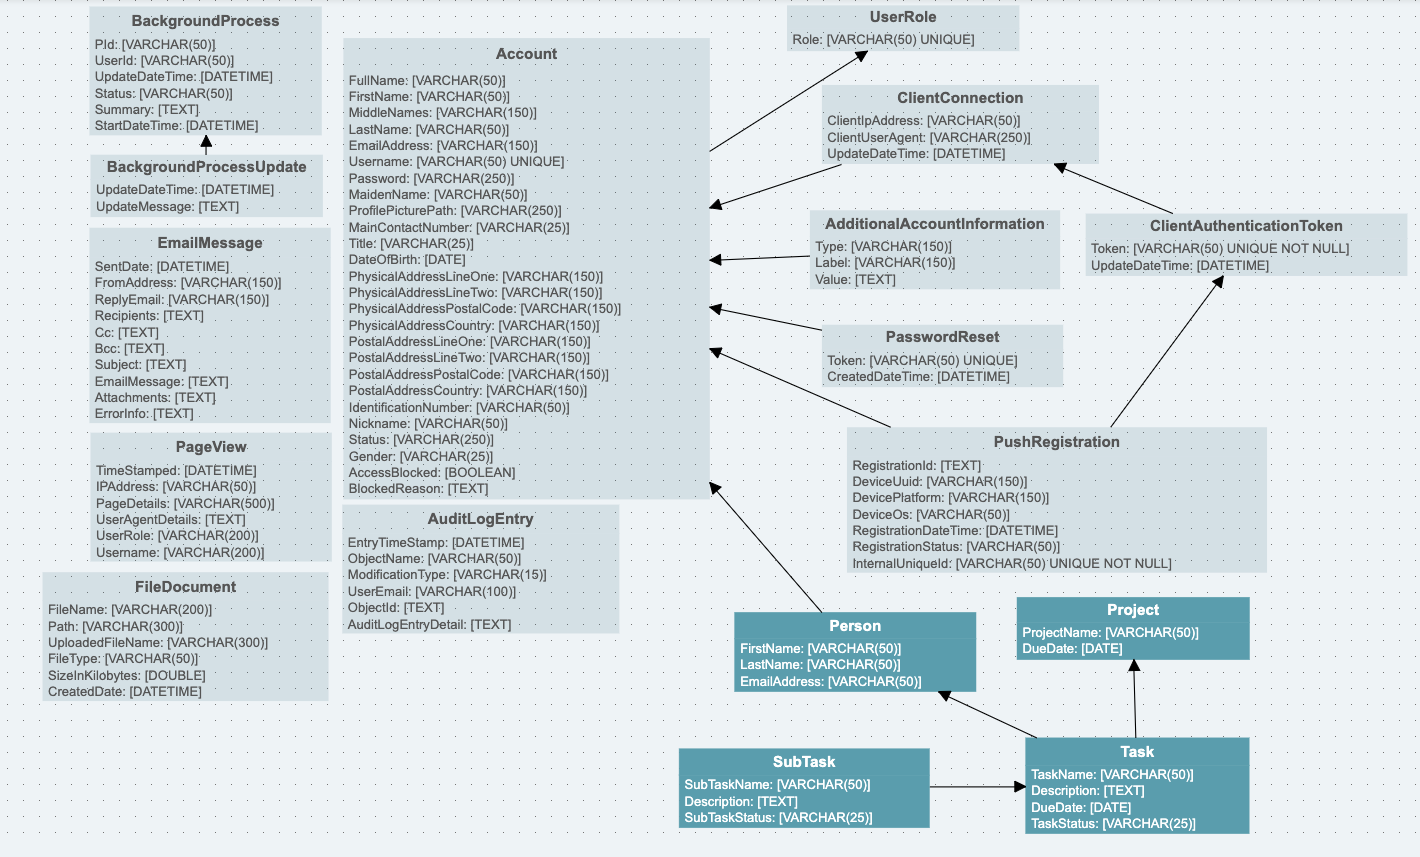 BackgroundProcess
PId: [VARCHAR(50)]
UserId: [VARCHAR(50)]
UpdateDateTime: [DATETIME]
Status: [VARCHAR(50)]
Summary: [TEXT]
StartDateTime: [DATETIME]
BackgroundProcessUpdate
UpdateDateTime: [DATETIME]
UpdateMessage: [TEXT]
EmailMessage
SentDate: [DATETIME]
FromAddress: [VARCHAR(150)]
ReplyEmail: [VARCHAR(150)]
Recipients: [TEXT]
Cc: [TEXT]
Bcc: [TEXT]
Subject: [TEXT]
EmailMessage: [TEXT]
Attachments: [TEXT]
ErrorInfo: [TEXT]
PageView
TimeStamped: [DATETIME]
IPAddress: [VARCHAR(50)]
PageDetails: [VARCHAR(500)]
UserAgentDetails: [TEXT]
UserRole: [VARCHAR(200)]
Username: [VARCHAR(200)]
FileDocument
FileName: [VARCHAR(200)]
Path: [VARCHAR(300)]
UploadedFileName: [VARCHAR(300)]
FileType: [VARCHAR(50)]
SizeInKilobytes: [DOUBLE]
CreatedDate: [DATETIME]
Account
FullName: [VARCHAR(50)]
FirstName: [VARCHAR(50)]
MiddleNames: [VARCHAR(150)]
LastName: [VARCHAR(50)]
EmailAddress: [VARCHAR(150)]
Username: [VARCHAR(50) UNIQUE]
Password: [VARCHAR(250)]
MaidenName: [VARCHAR(50)]
ProfilePicturePath: [VARCHAR(250)]
MainContactNumber: [VARCHAR(25)]
Title: [VARCHAR(25)]
DateOfBirth: [DATE]
PhysicalAddressLineOne: [VARCHAR(150)]
PhysicalAddressLineTwo: [VARCHAR(150)]
PhysicalAddressPostalCode: [VARCHAR(150)]
PhysicalAddressCountry: [VARCHAR(150)]
PostalAddressLineOne: [VARCHAR(150)]
PostalAddressLineTwo: [VARCHAR(150)]
PostalAddressPostalCode: [VARCHAR(150)]
PostalAddressCountry: [VARCHAR(150)]
IdentificationNumber: [VARCHAR(50)]
Nickname: [VARCHAR(50)]
Status: [VARCHAR(250)]
Gender: [VARCHAR(25)]
AccessBlocked: [BOOLEAN]
BlockedReason: [TEXT]
AuditLogEntry
EntryTimeStamp: [DATETIME]
ObjectName: [VARCHAR(50)]
ModificationType: [VARCHAR(15)]
UserEmail: [VARCHAR(100)]
ObjectId: [TEXT]
AuditLogEntryDetail: [TEXT]
UserRole
Role: [VARCHAR(50) UNIQUE]
ClientConnection
ClientIpAddress: [VARCHAR(50)]
ClientUserAgent: [VARCHAR(250)]
UpdateDateTime: [DATETIME]
AdditionalAccountInformation
Type: [VARCHAR(150)]
Label: [VARCHAR(150)]
Value: [TEXT]
ClientAuthenticationToken
Token: [VARCHAR(50) UNIQUE NOT NULL]
UpdateDateTime: [DATETIME]
PasswordReset
Token: [VARCHAR(50) UNIQUE]
CreatedDateTime: [DATETIME]
PushRegistration
RegistrationId: [TEXT]
DeviceUuid: [VARCHAR(150)]
DevicePlatform: [VARCHAR(150)]
DeviceOs: [VARCHAR(50)]
RegistrationDateTime: [DATETIME]
RegistrationStatus: [VARCHAR(50)]
InternalUniqueId: [VARCHAR(50) UNIQUE NOT NULL]
Person
FirstName: [VARCHAR(50)]
LastName: [VARCHAR(50)]
EmailAddress: [VARCHAR(50)]
Project
ProjectName: [VARCHAR(50)]
DueDate: [DATE]
SubTask
SubTaskName: [VARCHAR(50)]
Description: [TEXT]
SubTaskStatus: [VARCHAR(25)]
Task
TaskName: [VARCHAR(50)]
Description: [TEXT]
DueDate: [DATE]
TaskStatus: [VARCHAR(25)]